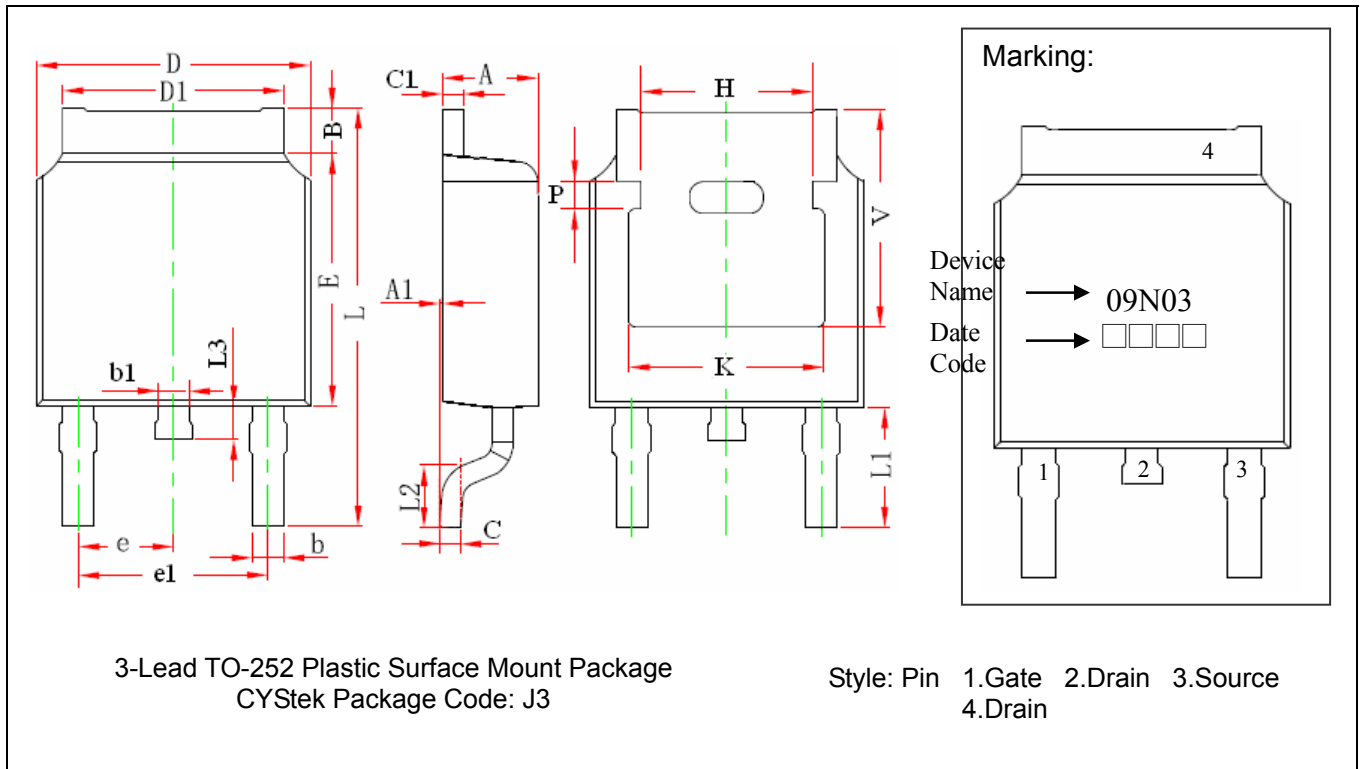 D
D1
B
E
L
L3
b1
e
e1
b
C1
A
A1
L2
C
H
P
V
K
L1
Marking:
4
Device
Name
09N03
Date
Code
□□□□
1
2
3
3-Lead TO-252 Plastic Surface Mount Package
CYStek Package Code: J3
Style: Pin 1.Gate 2.Drain 3.Source
4.Drain